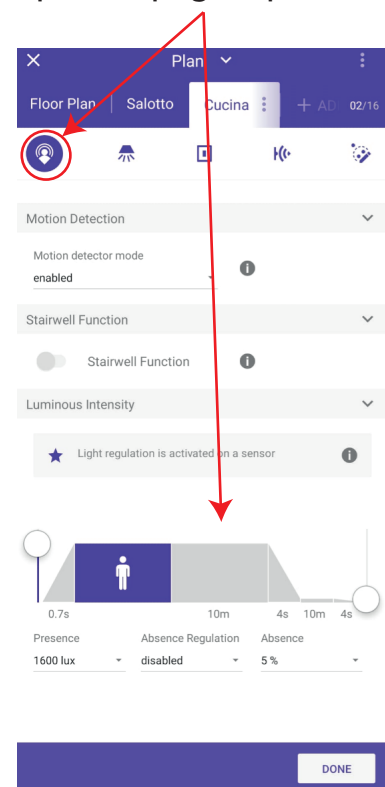 Plan
Floor Plan Salotto Cucina + AD 02/16
Motion Detection
Motion detector mode
enabled
Stairwell Function
Stairwell Function
Luminous Intensity
Light regulation is activated on a sensor
0.7s 10m 4s 10m 4s
Presence Absence Regulation Absence
1600 lux disabled 5 %
DONE